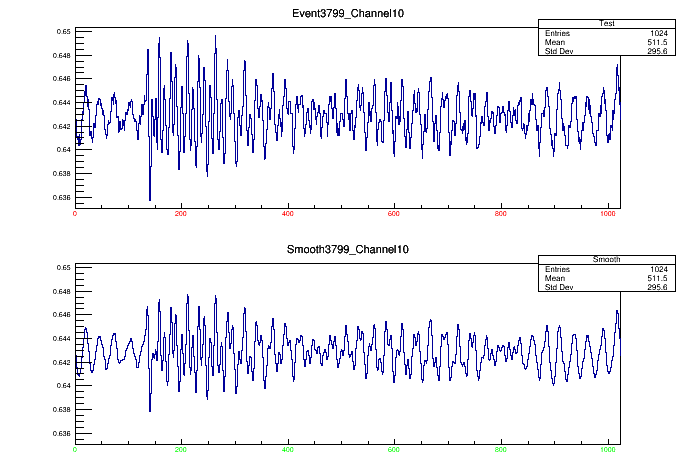 Event3799_Channel10
Test
Entries 1024
Mean 511.5
Std Dev 295.6
0.65
0.648
0.646
0.644
0.642
0.64
0.638
0.636
0 200 400 600 800 1000
Smooth3799_Channel10
Smooth
Entries 1024
Mean 511.5
Std Dev 295.6
0.65
0.648
0.646
0.644
0.642
0.64
0.638
0.636
0 200 400 600 800 1000